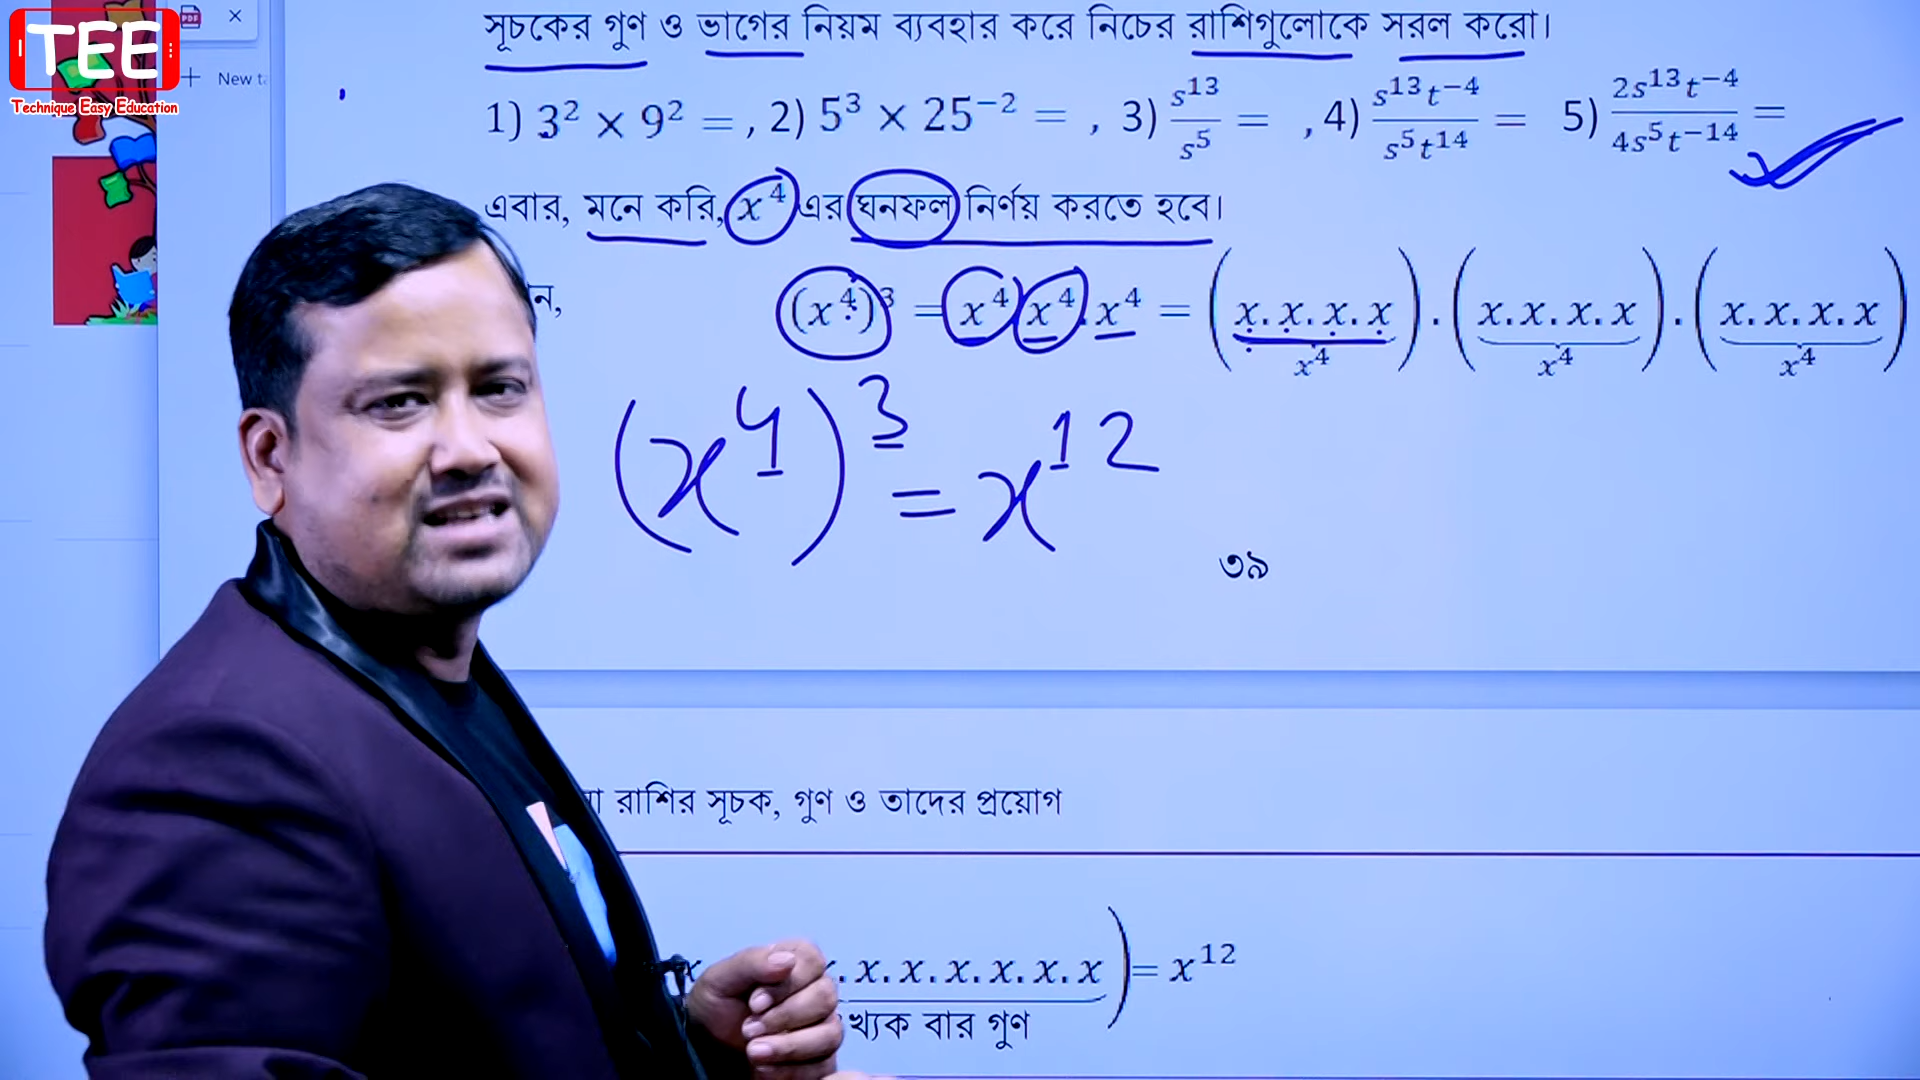 TEE
Technique Easy Education
New ta
সূচকের গুণ ও ভাগের নিয়ম ব্যবহার করে নিচের রাশিগুলোকে সরল করো।
1) 3² × 9² = , 2) 5³ × 25⁻² = , 3) s¹³/s⁵ = , 4) s¹³t⁻⁴/s⁵t¹⁴ = 5) 2s¹³t⁻⁴/4s⁵t⁻¹⁴ =
এবার, মনে করি, x⁴ এর ঘনফল নির্ণয় করতে হবে।
ন, (x⁴)³ = x⁴.x⁴.x⁴ = (x.x.x.x).(x.x.x.x).(x.x.x.x)
x⁴ x⁴ x⁴
(x⁴)³ = x¹²
৩৯
রাশির সূচক, গুণ ও তাদের প্রয়োগ
x. x. x. x. x. x) = x¹²
খ্যক বার গুণ